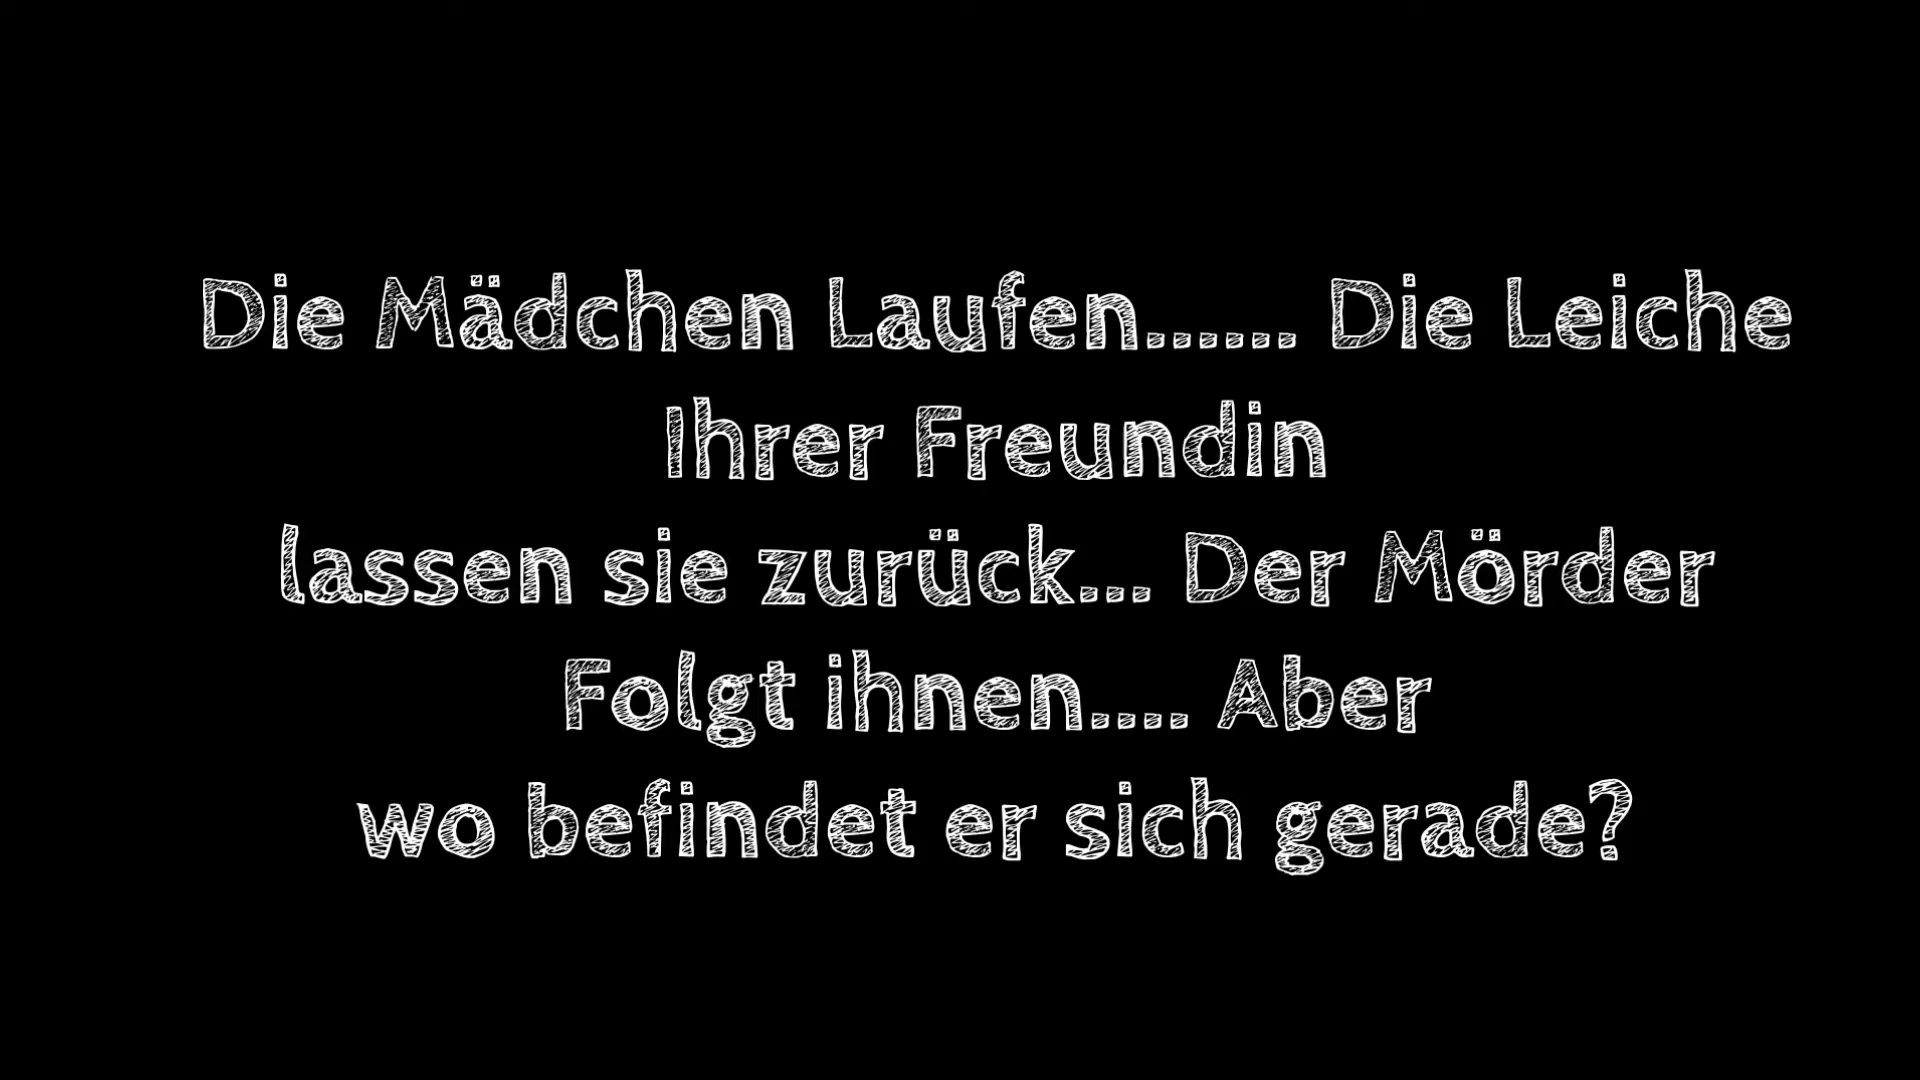 Die Mädchen Laufen...... Die Leiche
Ihrer Freundin
lassen sie zurück... Der Mörder
Folgt ihnen.... Aber
wo befindet er sich gerade?